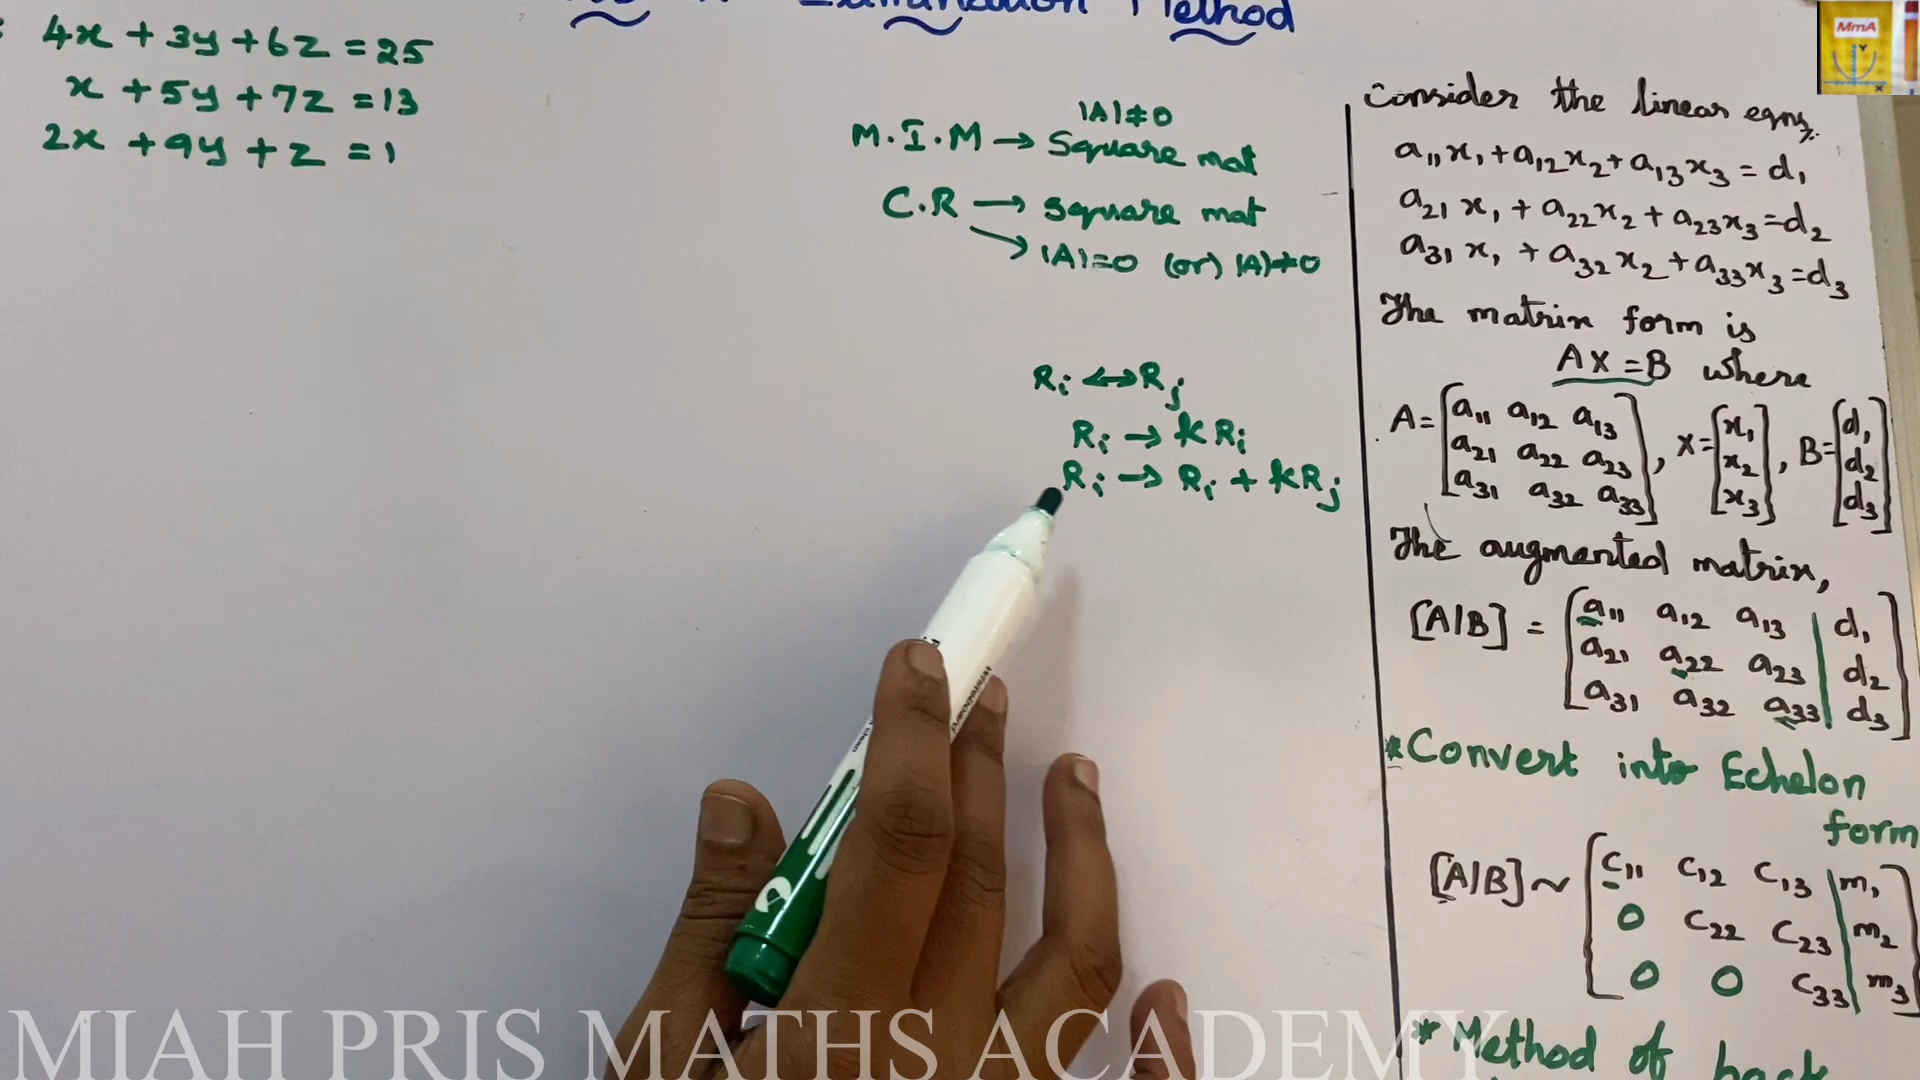 Elimination Method
4x + 3y + 6z = 25
x + 5y + 7z = 13
2x + 9y + z = 1
|A| ≠ 0
M.I.M → Square mat
C.R → square mat
→ |A|=0 (or) |A| ≠ 0
Ri ↔ Rj
Ri → kRi
Ri → Ri + kRj
MmA
Y
X
Consider the linear eqns,
a11x1 + a12x2 + a13x3 = d1
a21x1 + a22x2 + a23x3 = d2
a31x1 + a32x2 + a33x3 = d3
The matrix form is
AX = B where
A = [a11 a12 a13
a21 a22 a23
a31 a32 a33], X = [x1
x2
x3], B = [d1
d2
d3]
The augmented matrix,
[A|B] = [a11 a12 a13 | d1
a21 a22 a23 | d2
a31 a32 a33 | d3]
*Convert into Echelon
form
[A|B] ~ [c11 c12 c13 | m1
0 c22 c23 | m2
0 0 c33 | m3]
*Method of back
MIAH PRIS MATHS ACADEMY